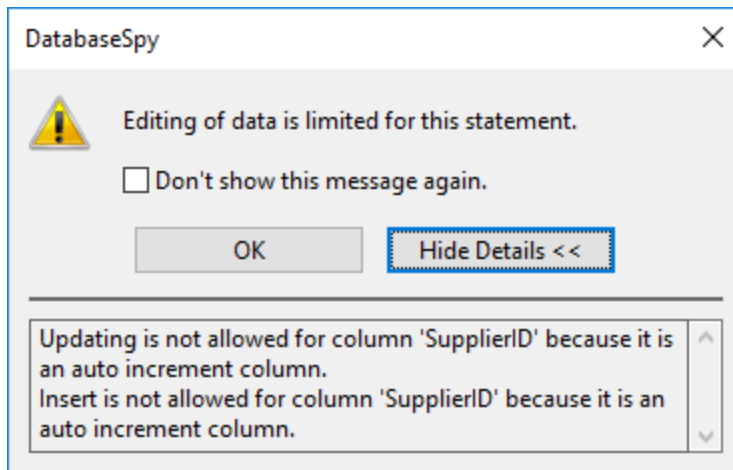 DatabaseSpy
Editing of data is limited for this statement.
Don't show this message again.
OK
Hide Details <<
Updating is not allowed for column 'SupplierID' because it is
an auto increment column.
Insert is not allowed for column 'SupplierID' because it is an
auto increment column.